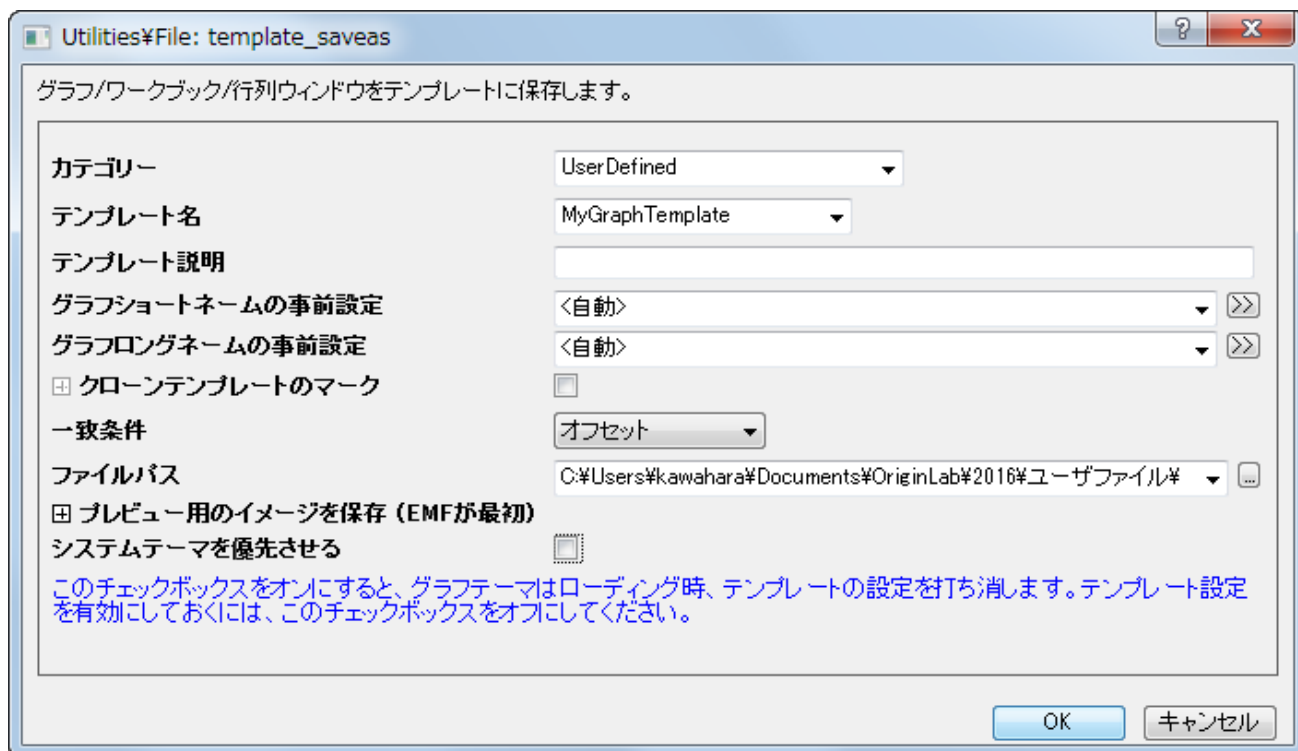 Utilities¥File: template_saveas
グラフ/ワークブック/行列ウィンドウをテンプレートに保存します。
カテゴリー UserDefined
テンプレート名 MyGraphTemplate
テンプレート説明
グラフショートネームの事前設定 <自動> >>
グラフロングネームの事前設定 <自動> >>
クローンテンプレートのマーク
一致条件 オフセット
ファイルパス C:¥Users¥kawahara¥Documents¥OriginLab¥2016¥ユーザファイル¥ ...
プレビュー用のイメージを保存 (EMFが最初)
システムテーマを優先させる
このチェックボックスをオンにすると、グラフテーマはローディング時、テンプレートの設定を打ち消します。テンプレート設定
を有効にしておくには、このチェックボックスをオフにしてください。
OK キャンセル